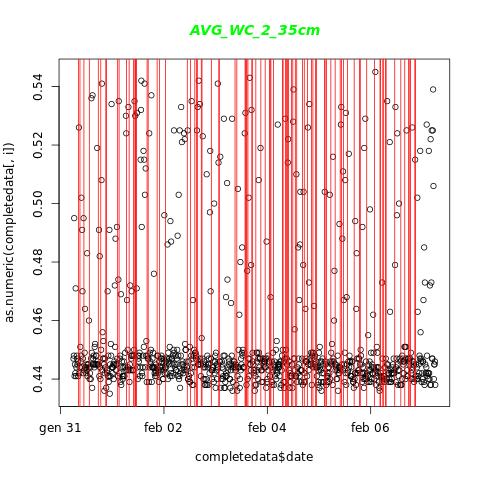 AVG_WC_2_35cm
as.numeric(completedata[, i])
0.54
0.52
0.50
0.48
0.46
0.44
gen 31
feb 02
feb 04
feb 06
completedata$date